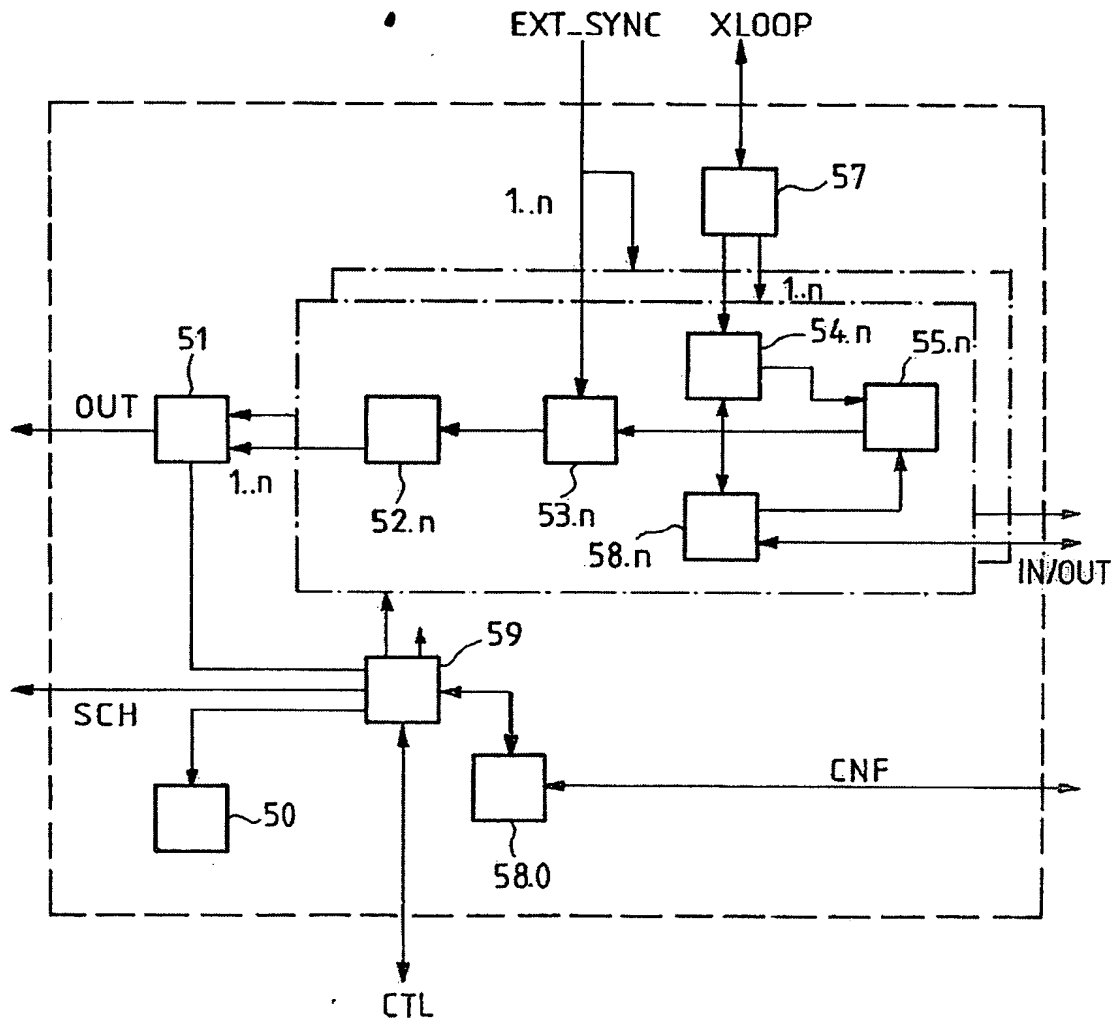 EXT_SYNC XLOOP
57
1..n
1..n
54.n
55.n
51
OUT
1..n
52.n
53.n
58.n
IN/OUT
59
SCH
CNF
50
58.0
CTL